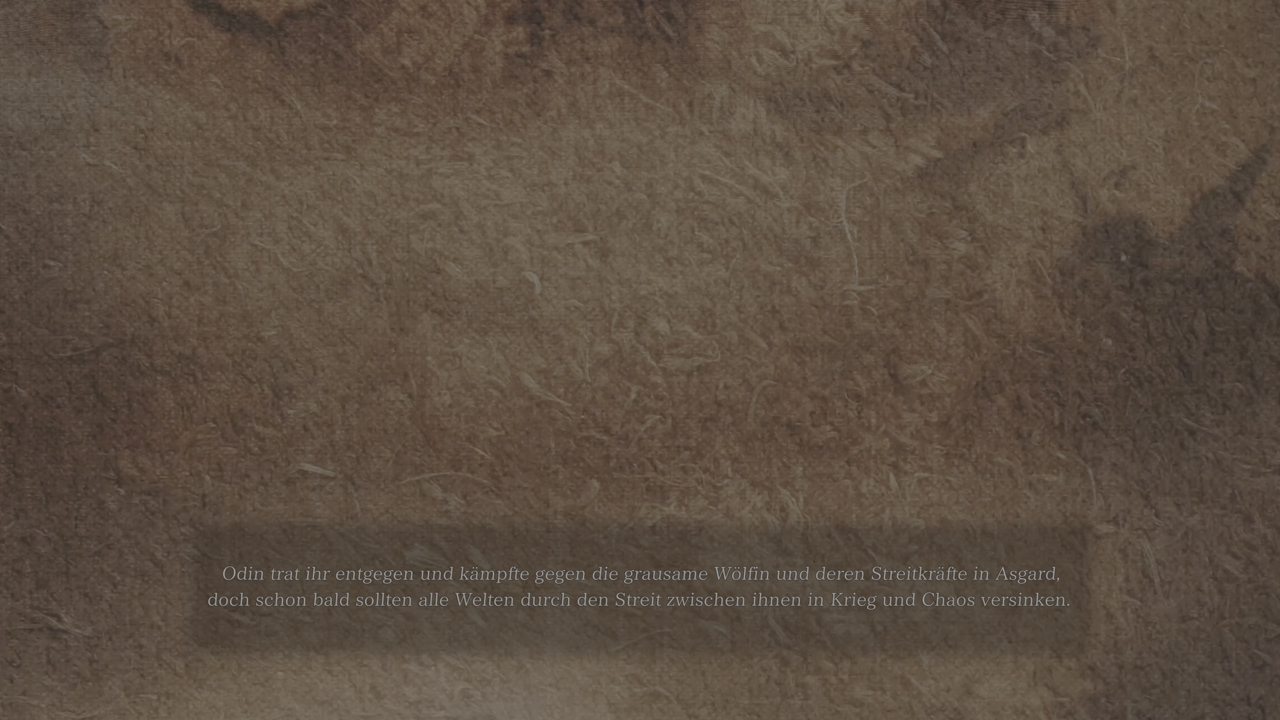 Odin trat ihr entgegen und kämpfte gegen die grausame Wölfin und deren Streitkräfte in Asgard,
doch schon bald sollten alle Welten durch den Streit zwischen ihnen in Krieg und Chaos versinken.